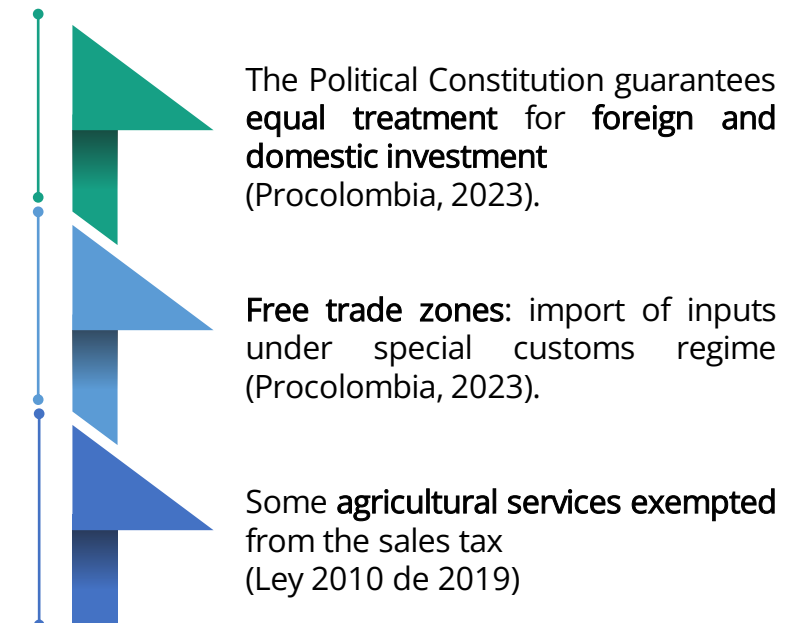 The Political Constitution guarantees
equal treatment for foreign and
domestic investment
(Procolombia, 2023).
Free trade zones: import of inputs
under special customs regime
(Procolombia, 2023).
Some agricultural services exempted
from the sales tax
(Ley 2010 de 2019)